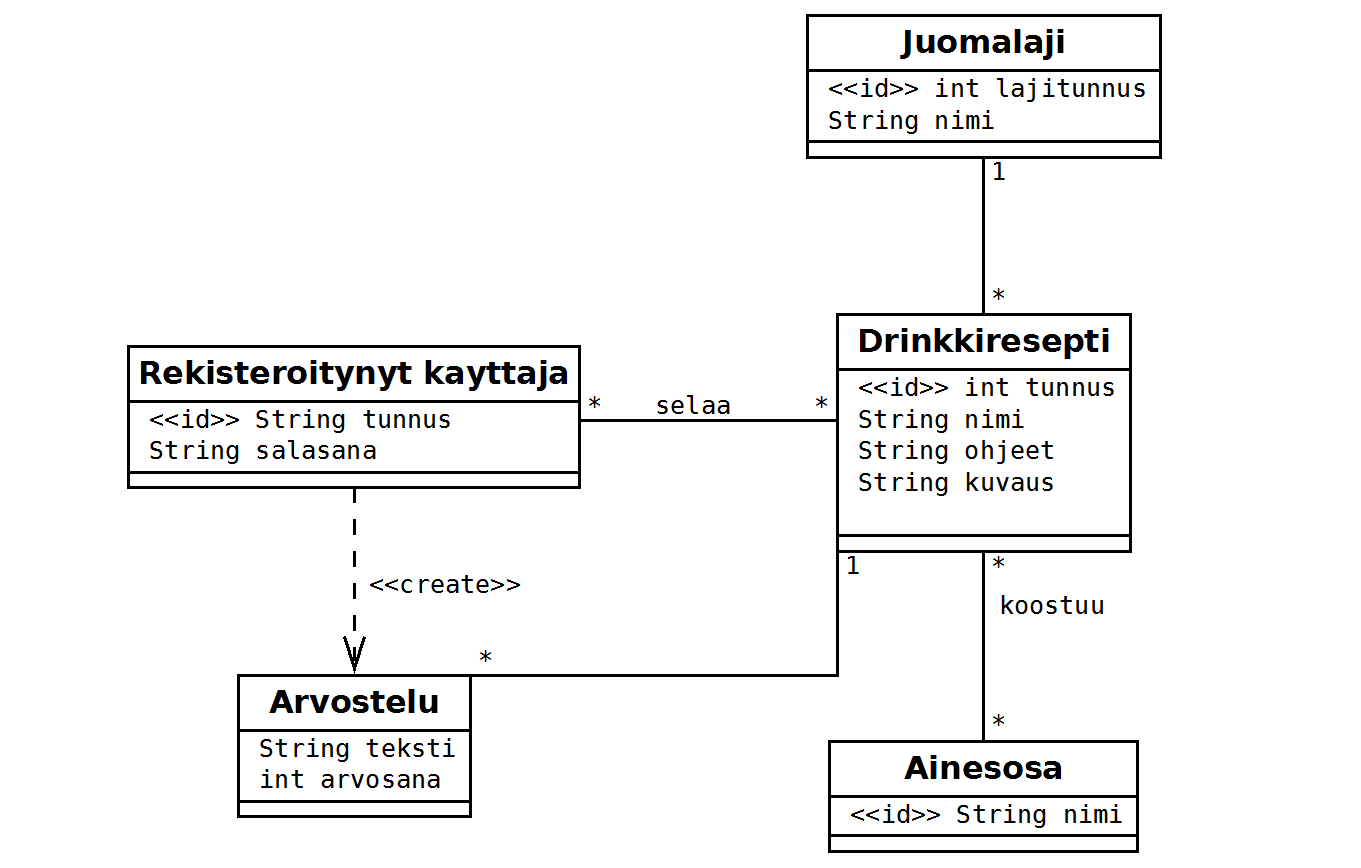 Juomalaji
<<id>> int lajitunnus
String nimi
1
*
Drinkkiresepti
<<id>> int tunnus
String nimi
String ohjeet
String kuvaus
Rekisteroitynyt kayttaja
<<id>> String tunnus
String salasana
* selaa *
<<create>>
1
*
koostuu
*
*
Arvostelu
String teksti
int arvosana
Ainesosa
<<id>> String nimi